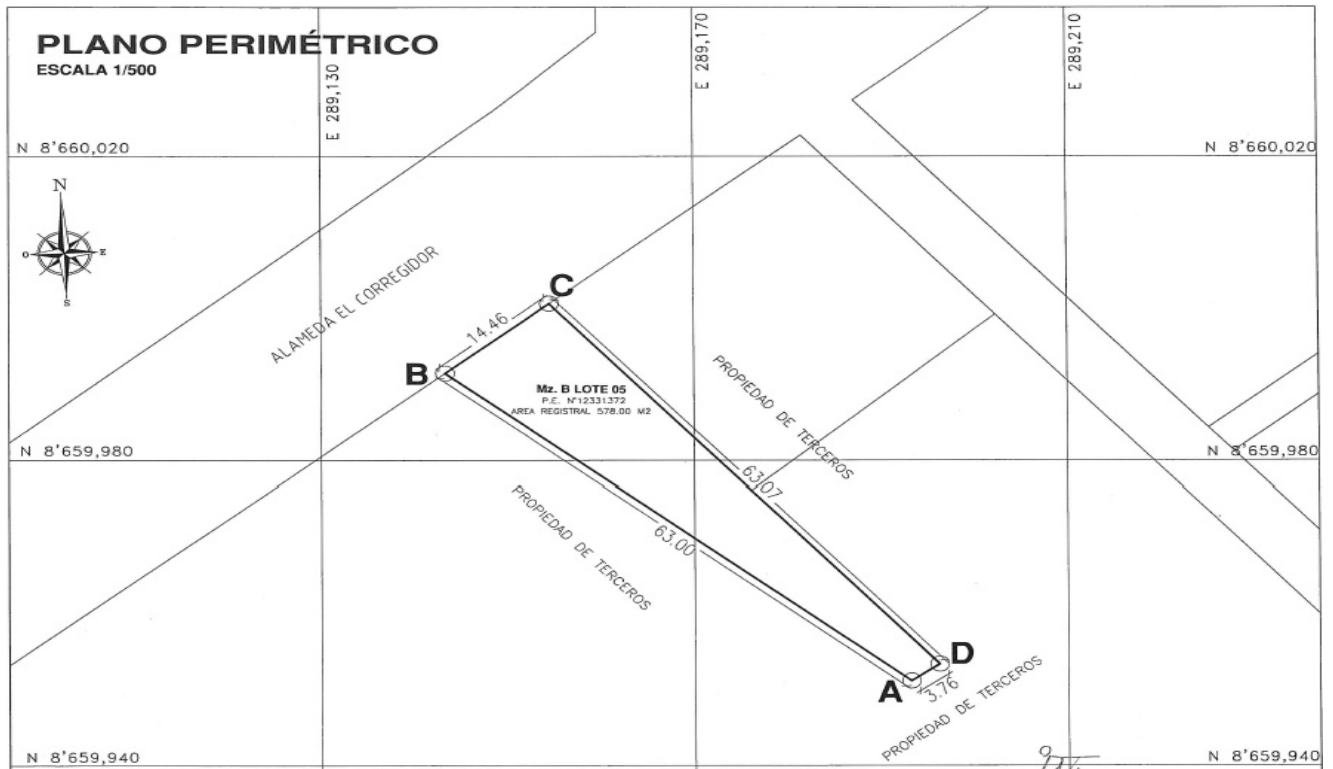 PLANO PERIMÉTRICO
ESCALA 1/500
E 289,130
E 289,170
E 289,210
N 8'660,020
N 8'660,020
N
O
E
S
ALAMEDA EL CORREGIDOR
C
14.46
B
Mz. B LOTE 05
P.E. N°12331372
AREA REGISTRAL 578.00 M2
PROPIEDAD DE TERCEROS
N 8'659,980
N 8'659,980
63.07
PROPIEDAD DE TERCEROS
63.00
D
A
3.76
PROPIEDAD DE TERCEROS
N 8'659,940
N 8'659,940